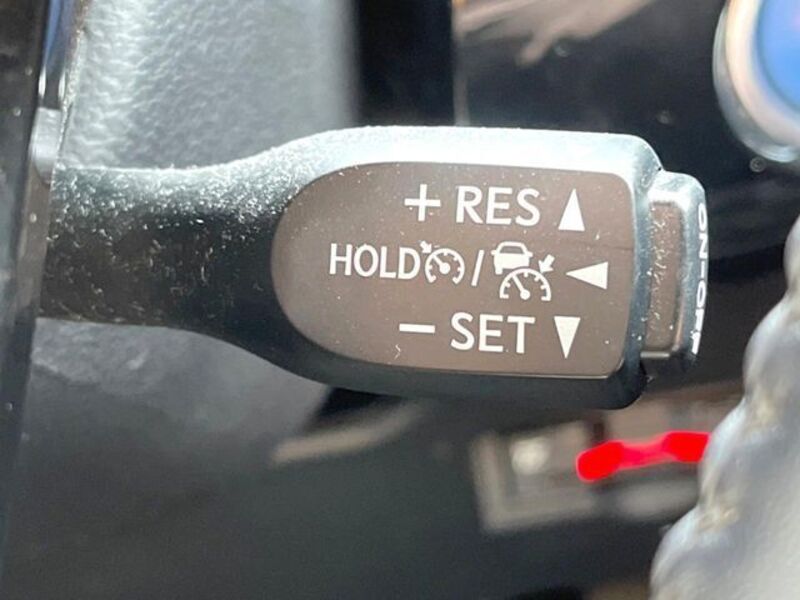 + RES ▲
HOLD / ◀
- SET ▼
ON-OFF